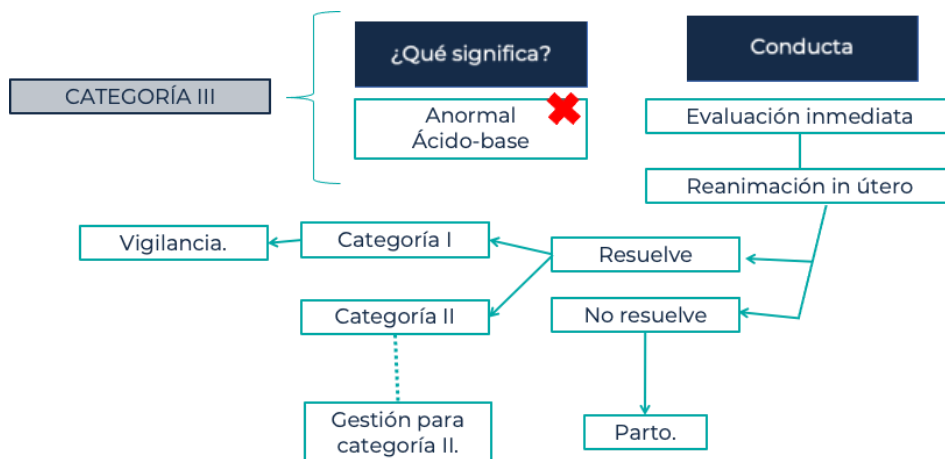 ¿Qué significa?
Conducta
CATEGORÍA III
Anormal
Ácido-base
Evaluación inmediata
Reanimación in útero
Vigilancia.
Categoría I
Resuelve
Categoría II
No resuelve
Gestión para
categoría II.
Parto.